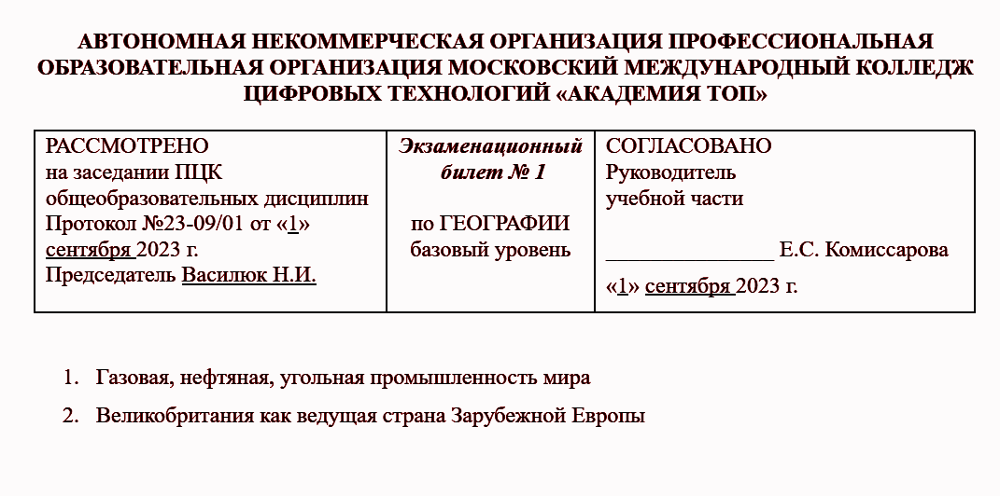 АВТОНОМНАЯ НЕКОММЕРЧЕСКАЯ ОРГАНИЗАЦИЯ ПРОФЕССИОНАЛЬНАЯ
ОБРАЗОВАТЕЛЬНАЯ ОРГАНИЗАЦИЯ МОСКОВСКИЙ МЕЖДУНАРОДНЫЙ КОЛЛЕДЖ
ЦИФРОВЫХ ТЕХНОЛОГИЙ «АКАДЕМИЯ ТОП»
РАССМОТРЕНО
на заседании ПЦК
общеобразовательных дисциплин
Протокол №23-09/01 от «1»
сентября 2023 г.
Председатель Василюк Н.И.
Экзаменационный
билет № 1
по ГЕОГРАФИИ
базовый уровень
СОГЛАСОВАНО
Руководитель
учебной части
_______________ Е.С. Комиссарова
«1» сентября 2023 г.
1. Газовая, нефтяная, угольная промышленность мира
2. Великобритания как ведущая страна Зарубежной Европы